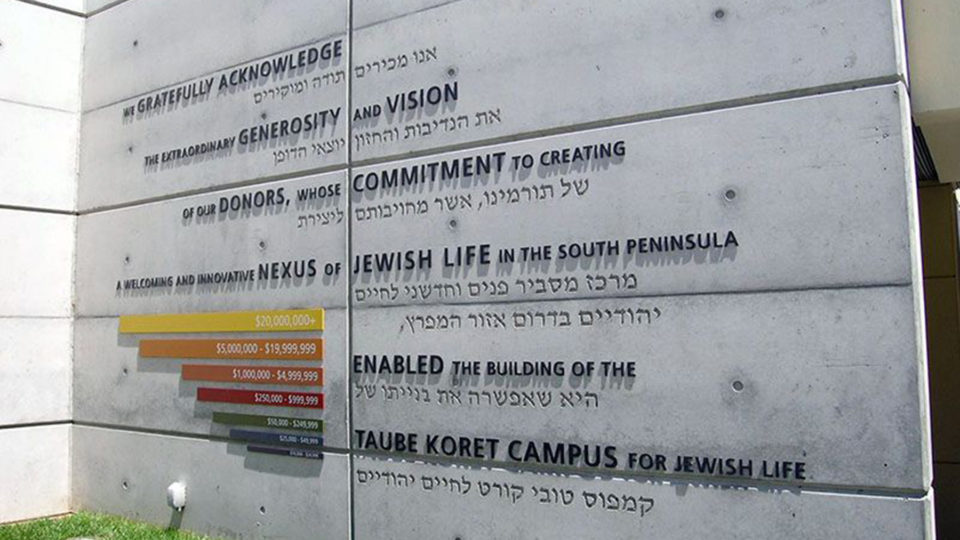 WE GRATEFULLY ACKNOWLEDGE
אנו מכירים תודה ומוקירים
THE EXTRAORDINARY GENEROSITY AND VISION
את הנדיבות והחזון יוצאי הדופן
OF OUR DONORS, WHOSE COMMITMENT TO CREATING
של תורמינו, אשר מחויבותם ליצירת
A WELCOMING AND INNOVATIVE NEXUS OF JEWISH LIFE IN THE SOUTH PENINSULA
מרכז מסביר פנים וחדשני לחיים
יהודיים בדרום אזור המפרץ,
$20,000,000+
$5,000,000 - $19,999,999
$1,000,000 - $4,999,999
$250,000 - $999,999
$50,000 - $249,999
$25,000 - $49,999
ENABLED THE BUILDING OF THE
היא שאפשרה את בנייתו של
TAUBE KORET CAMPUS FOR JEWISH LIFE
קמפוס טובי קורט לחיים יהודיים